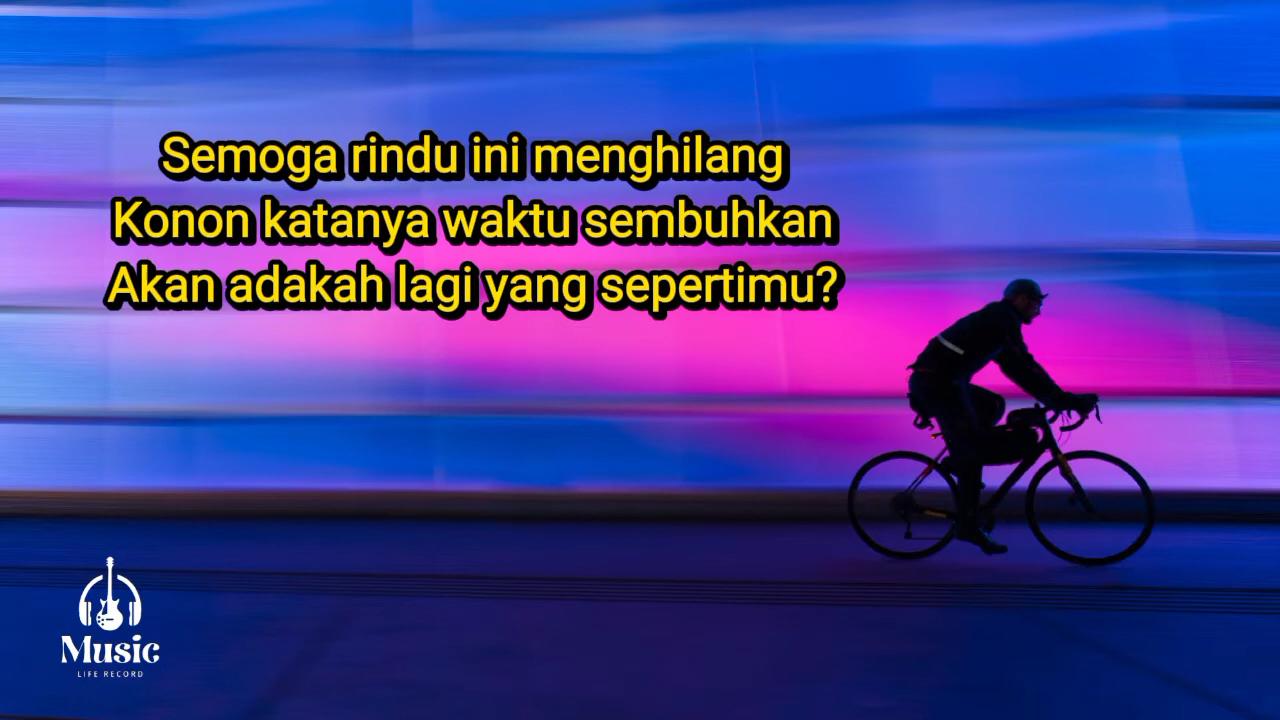 Semoga rindu ini menghilang
Konon katanya waktu sembuhkan
Akan adakah lagi yang sepertimu?
Music
LIFE RECORD